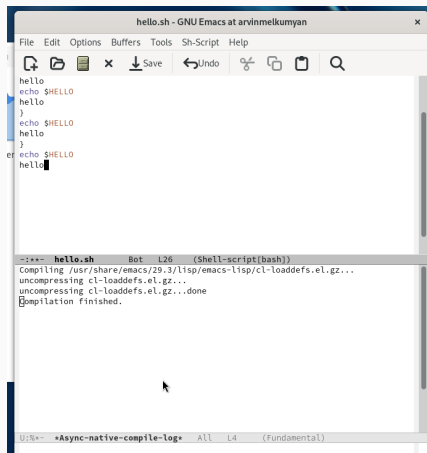 hello.sh - GNU Emacs at arvinmelkumyan
File Edit Options Buffers Tools Sh-Script Help
Save Undo
hello
echo $HELLO
hello
}
echo $HELLO
hello
}
echo $HELLO
hello
-:**- hello.sh Bot L26 (Shell-script[bash])
Compiling /usr/share/emacs/29.3/lisp/emacs-lisp/cl-loaddefs.el.gz...
uncompressing cl-loaddefs.el.gz...
uncompressing cl-loaddefs.el.gz...done
Compilation finished.
U:%*- *Async-native-compile-log* All L4 (Fundamental)